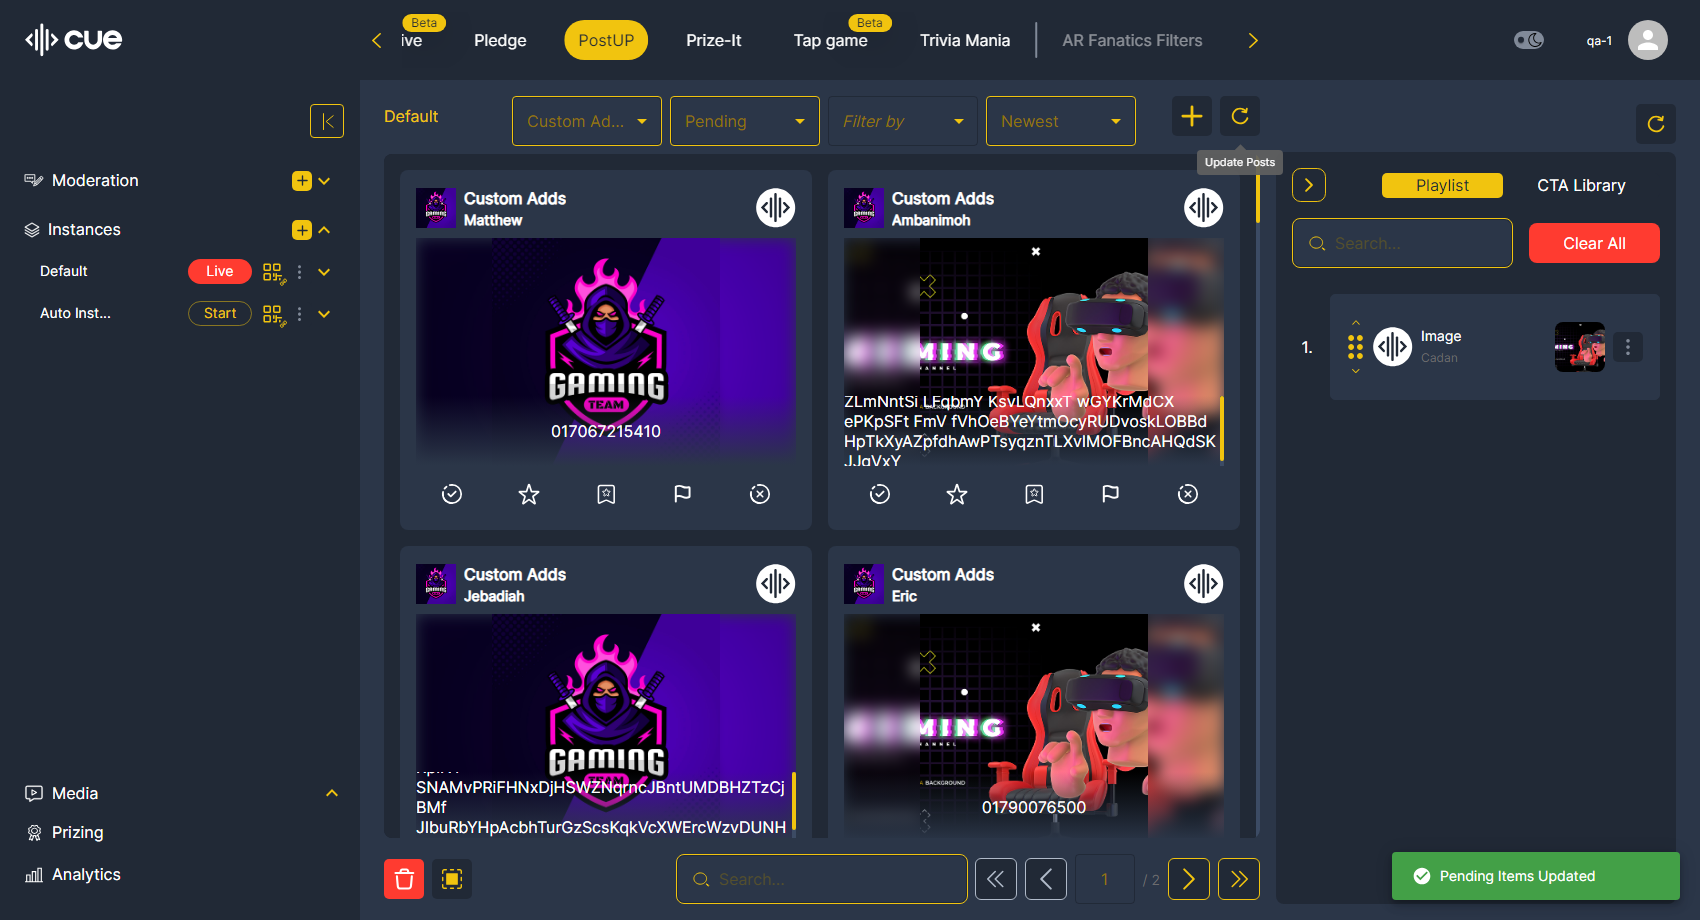 cue
Beta
Beta
ive
Pledge
PostUP
Prize-It
Tap game
Trivia Mania
AR Fanatics Filters
qa-1
Default
Custom Ad...
Pending
Filter by
Newest
Update Posts
Moderation
Instances
Default
Live
Auto Inst...
Start
Media
Prizing
Analytics
Custom Adds
Matthew
GAMING
TEAM
017067215410
Custom Adds
Ambanimoh
MING
CHANNEL
ZLmNntSi LFqbmY KsvLQnxxT wGYKrMdCX
ePKpSFt FmV fVhOeBYeYtmOcyRUDvoskLOBBd
HpTkXyAZpfdhAwPTsyqznTLXvIMOFBncAHQdSK
JJqVxY
Custom Adds
Jebadiah
GAMING
SNAMvPRiFHNxDjHSWZNqrncJBntUMDBHZTzCj
BMf
JIbuRbYHpAcbhTurGzScsKqkVcXWErcWzvDUNH
Custom Adds
Eric
MING
CHANNEL
BACKGROUND
01790076500
Search...
1
/ 2
Playlist
CTA Library
Search...
Clear All
1.
Image
Cadan
Pending Items Updated